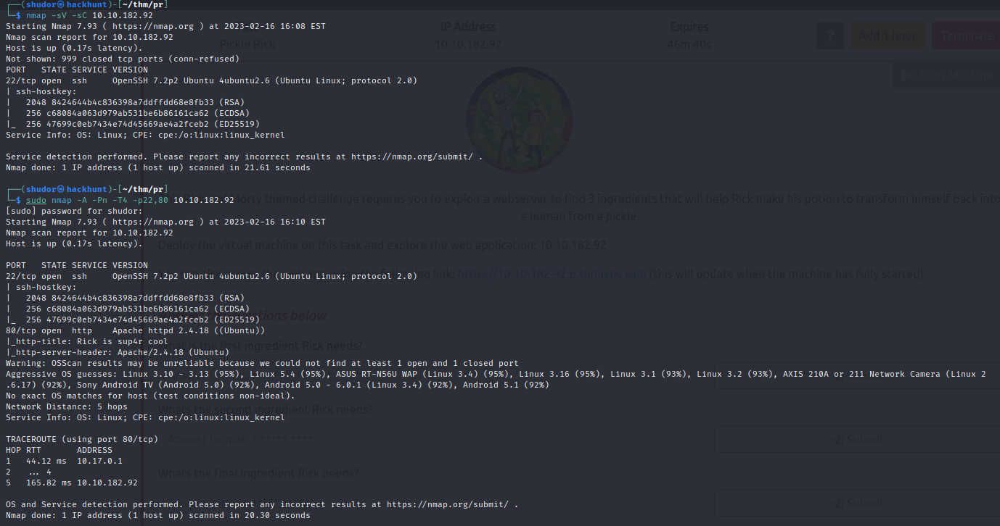 ┌──(shudor㉿hackhunt)-[~/thm/pr]
└─$ nmap -sV -sC 10.10.182.92
Starting Nmap 7.93 ( https://nmap.org ) at 2023-02-16 16:08 EST
Nmap scan report for 10.10.182.92
Host is up (0.17s latency).
Not shown: 999 closed tcp ports (conn-refused)
PORT   STATE SERVICE VERSION
22/tcp open  ssh     OpenSSH 7.2p2 Ubuntu 4ubuntu2.6 (Ubuntu Linux; protocol 2.0)
| ssh-hostkey:
|   2048 8424644b4c836398a7ddffdd68e8fb33 (RSA)
|   256 c68084a063d979ab531be6b86161ca62 (ECDSA)
|_  256 47699c0eb7434e74d45669ae4a2fceb2 (ED25519)
Service Info: OS: Linux; CPE: cpe:/o:linux:linux_kernel
Service detection performed. Please report any incorrect results at https://nmap.org/submit/ .
Nmap done: 1 IP address (1 host up) scanned in 21.61 seconds
┌──(shudor㉿hackhunt)-[~/thm/pr]
└─$ sudo nmap -A -Pn -T4 -p22,80 10.10.182.92
[sudo] password for shudor:
Starting Nmap 7.93 ( https://nmap.org ) at 2023-02-16 16:10 EST
Nmap scan report for 10.10.182.92
Host is up (0.17s latency).
PORT   STATE SERVICE VERSION
22/tcp open  ssh     OpenSSH 7.2p2 Ubuntu 4ubuntu2.6 (Ubuntu Linux; protocol 2.0)
| ssh-hostkey:
|   2048 8424644b4c836398a7ddffdd68e8fb33 (RSA)
|   256 c68084a063d979ab531be6b86161ca62 (ECDSA)
|_  256 47699c0eb7434e74d45669ae4a2fceb2 (ED25519)
80/tcp open  http    Apache httpd 2.4.18 ((Ubuntu))
|_http-title: Rick is sup4r cool
|_http-server-header: Apache/2.4.18 (Ubuntu)
Warning: OSScan results may be unreliable because we could not find at least 1 open and 1 closed port
Aggressive OS guesses: Linux 3.10 - 3.13 (95%), Linux 5.4 (95%), ASUS RT-N56U WAP (Linux 3.4) (95%), Linux 3.16 (95%), Linux 3.1 (93%), Linux 3.2 (93%), AXIS 210A or 211 Network Camera (Linux 2
.6.17) (92%), Sony Android TV (Android 5.0) (92%), Android 5.0 - 6.0.1 (Linux 3.4) (92%), Android 5.1 (92%)
No exact OS matches for host (test conditions non-ideal).
Network Distance: 5 hops
Service Info: OS: Linux; CPE: cpe:/o:linux:linux_kernel
TRACEROUTE (using port 80/tcp)
HOP RTT       ADDRESS
1   44.12 ms  10.17.0.1
2   ... 4
5   165.82 ms 10.10.182.92
OS and Service detection performed. Please report any incorrect results at https://nmap.org/submit/ .
Nmap done: 1 IP address (1 host up) scanned in 20.30 seconds
IP Address
Expires
Pickle Rick
10.10.182.92
46m 40s
?
Add 1 hour
Terminate
Start Machine
Morty themed challenge requires you to exploit a webserver to find 3 ingredients that will help Rick make his potion to transform himself back into
a human from a pickle.
Deploy the virtual machine on this task and explore the web application: 10.10.182.92
link: https://10-10-182-92.p.thmlabs.com (this will update when the machine has fully started)
below
What is the first ingredient Rick needs?
Whats the second ingredient Rick needs?
Answer format: * ***** ****
Submit
Whats the final ingredient Rick needs?
Submit